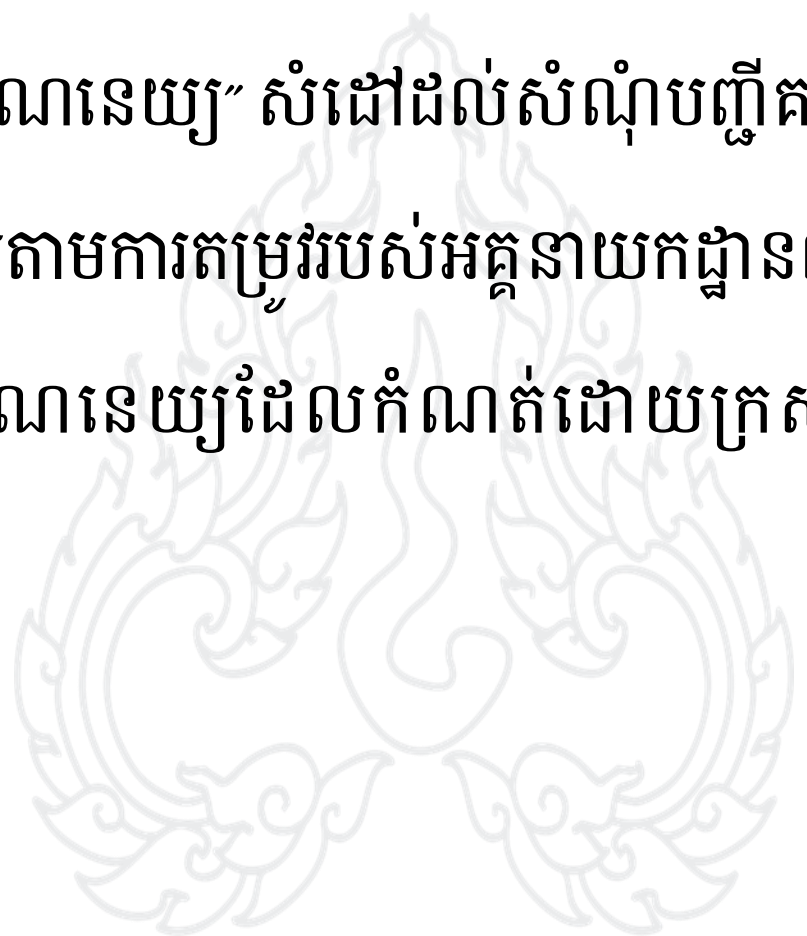 ណនេយ្យ” សំដៅដល់សំណុំបញ្ជីគ
តាមការតម្រូវរបស់អគ្គនាយកដ្ឋាន
ណនេយ្យដែលកំណត់ដោយក្រស